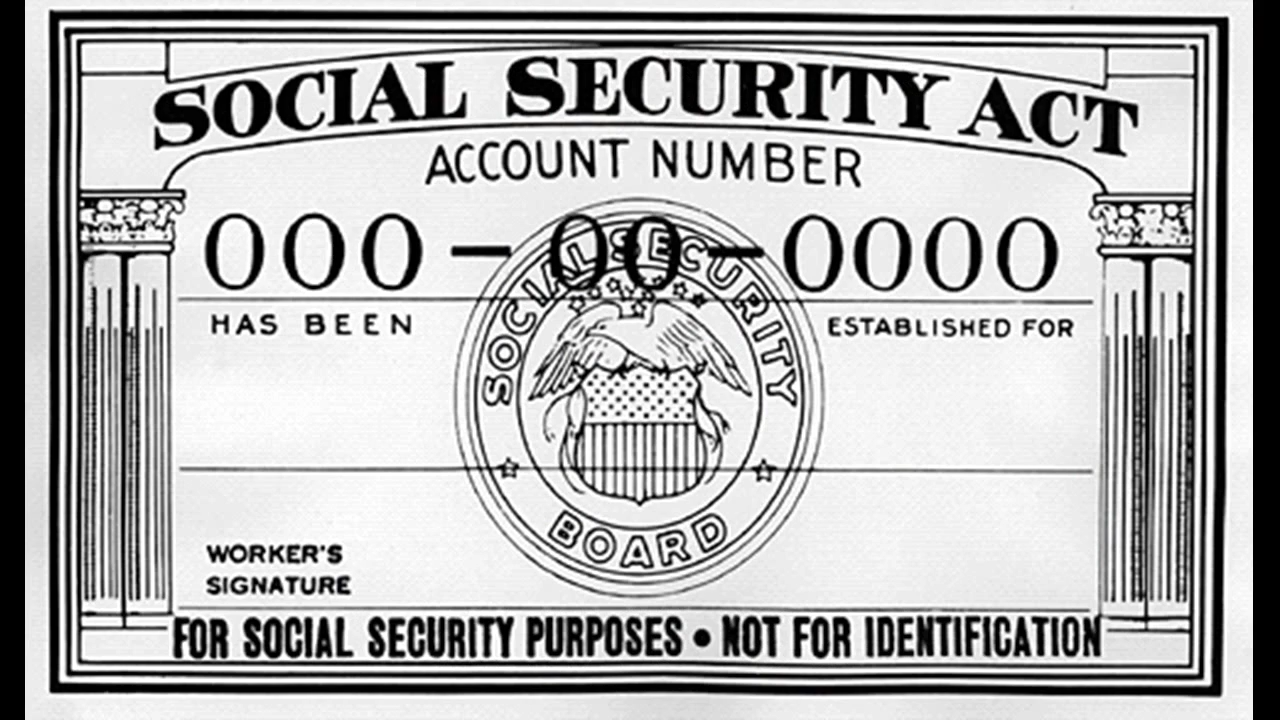 SOCIAL SECURITY ACT
ACCOUNT NUMBER
000-00-0000
HAS BEEN ESTABLISHED FOR
SOCIAL SECURITY
BOARD
WORKER'S
SIGNATURE
FOR SOCIAL SECURITY PURPOSES • NOT FOR IDENTIFICATION